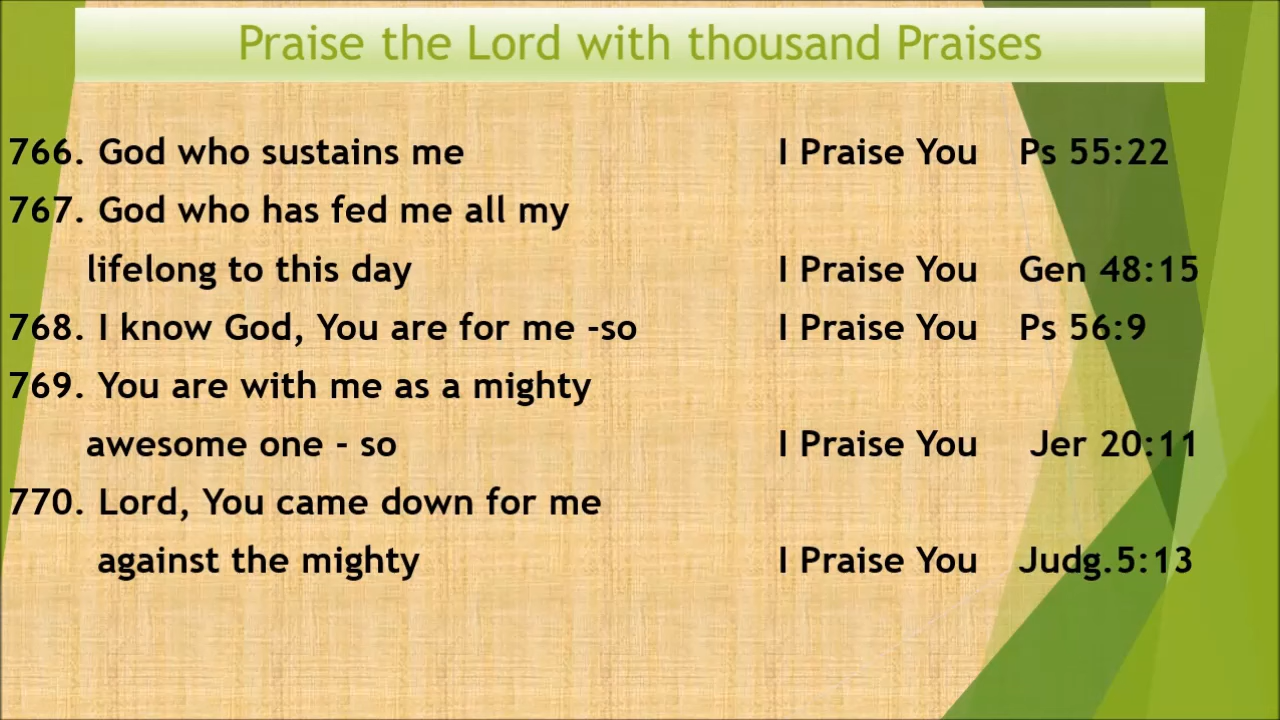 Praise the Lord with thousand Praises
766. God who sustains me I Praise You Ps 55:22
767. God who has fed me all my
lifelong to this day I Praise You Gen 48:15
768. I know God, You are for me -so I Praise You Ps 56:9
769. You are with me as a mighty
awesome one - so I Praise You Jer 20:11
770. Lord, You came down for me
against the mighty I Praise You Judg.5:13